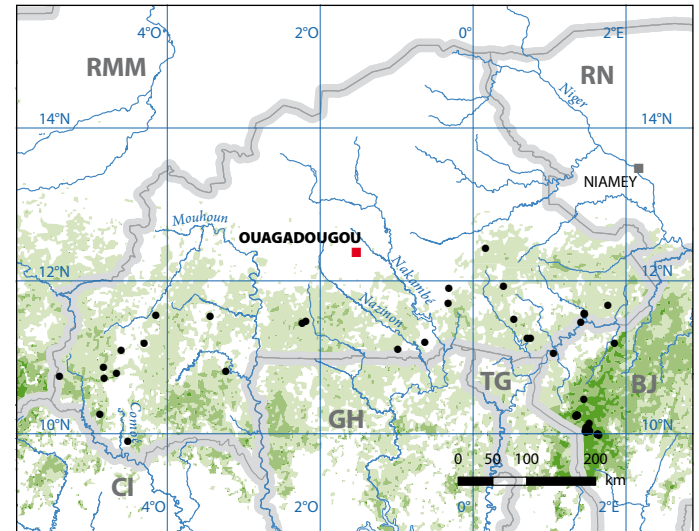 4°O 2°O 0° 2°E
RMM RN
Niger
14°N 14°N
NIAMEY
Mouhoun
OUAGADOUGOU
Nakambe
Nazinon
12°N 12°N
TG BJ
GH
Comoé
10°N 10°N
0 50 100 200
km
CI
4°O 2°O 0° 2°E